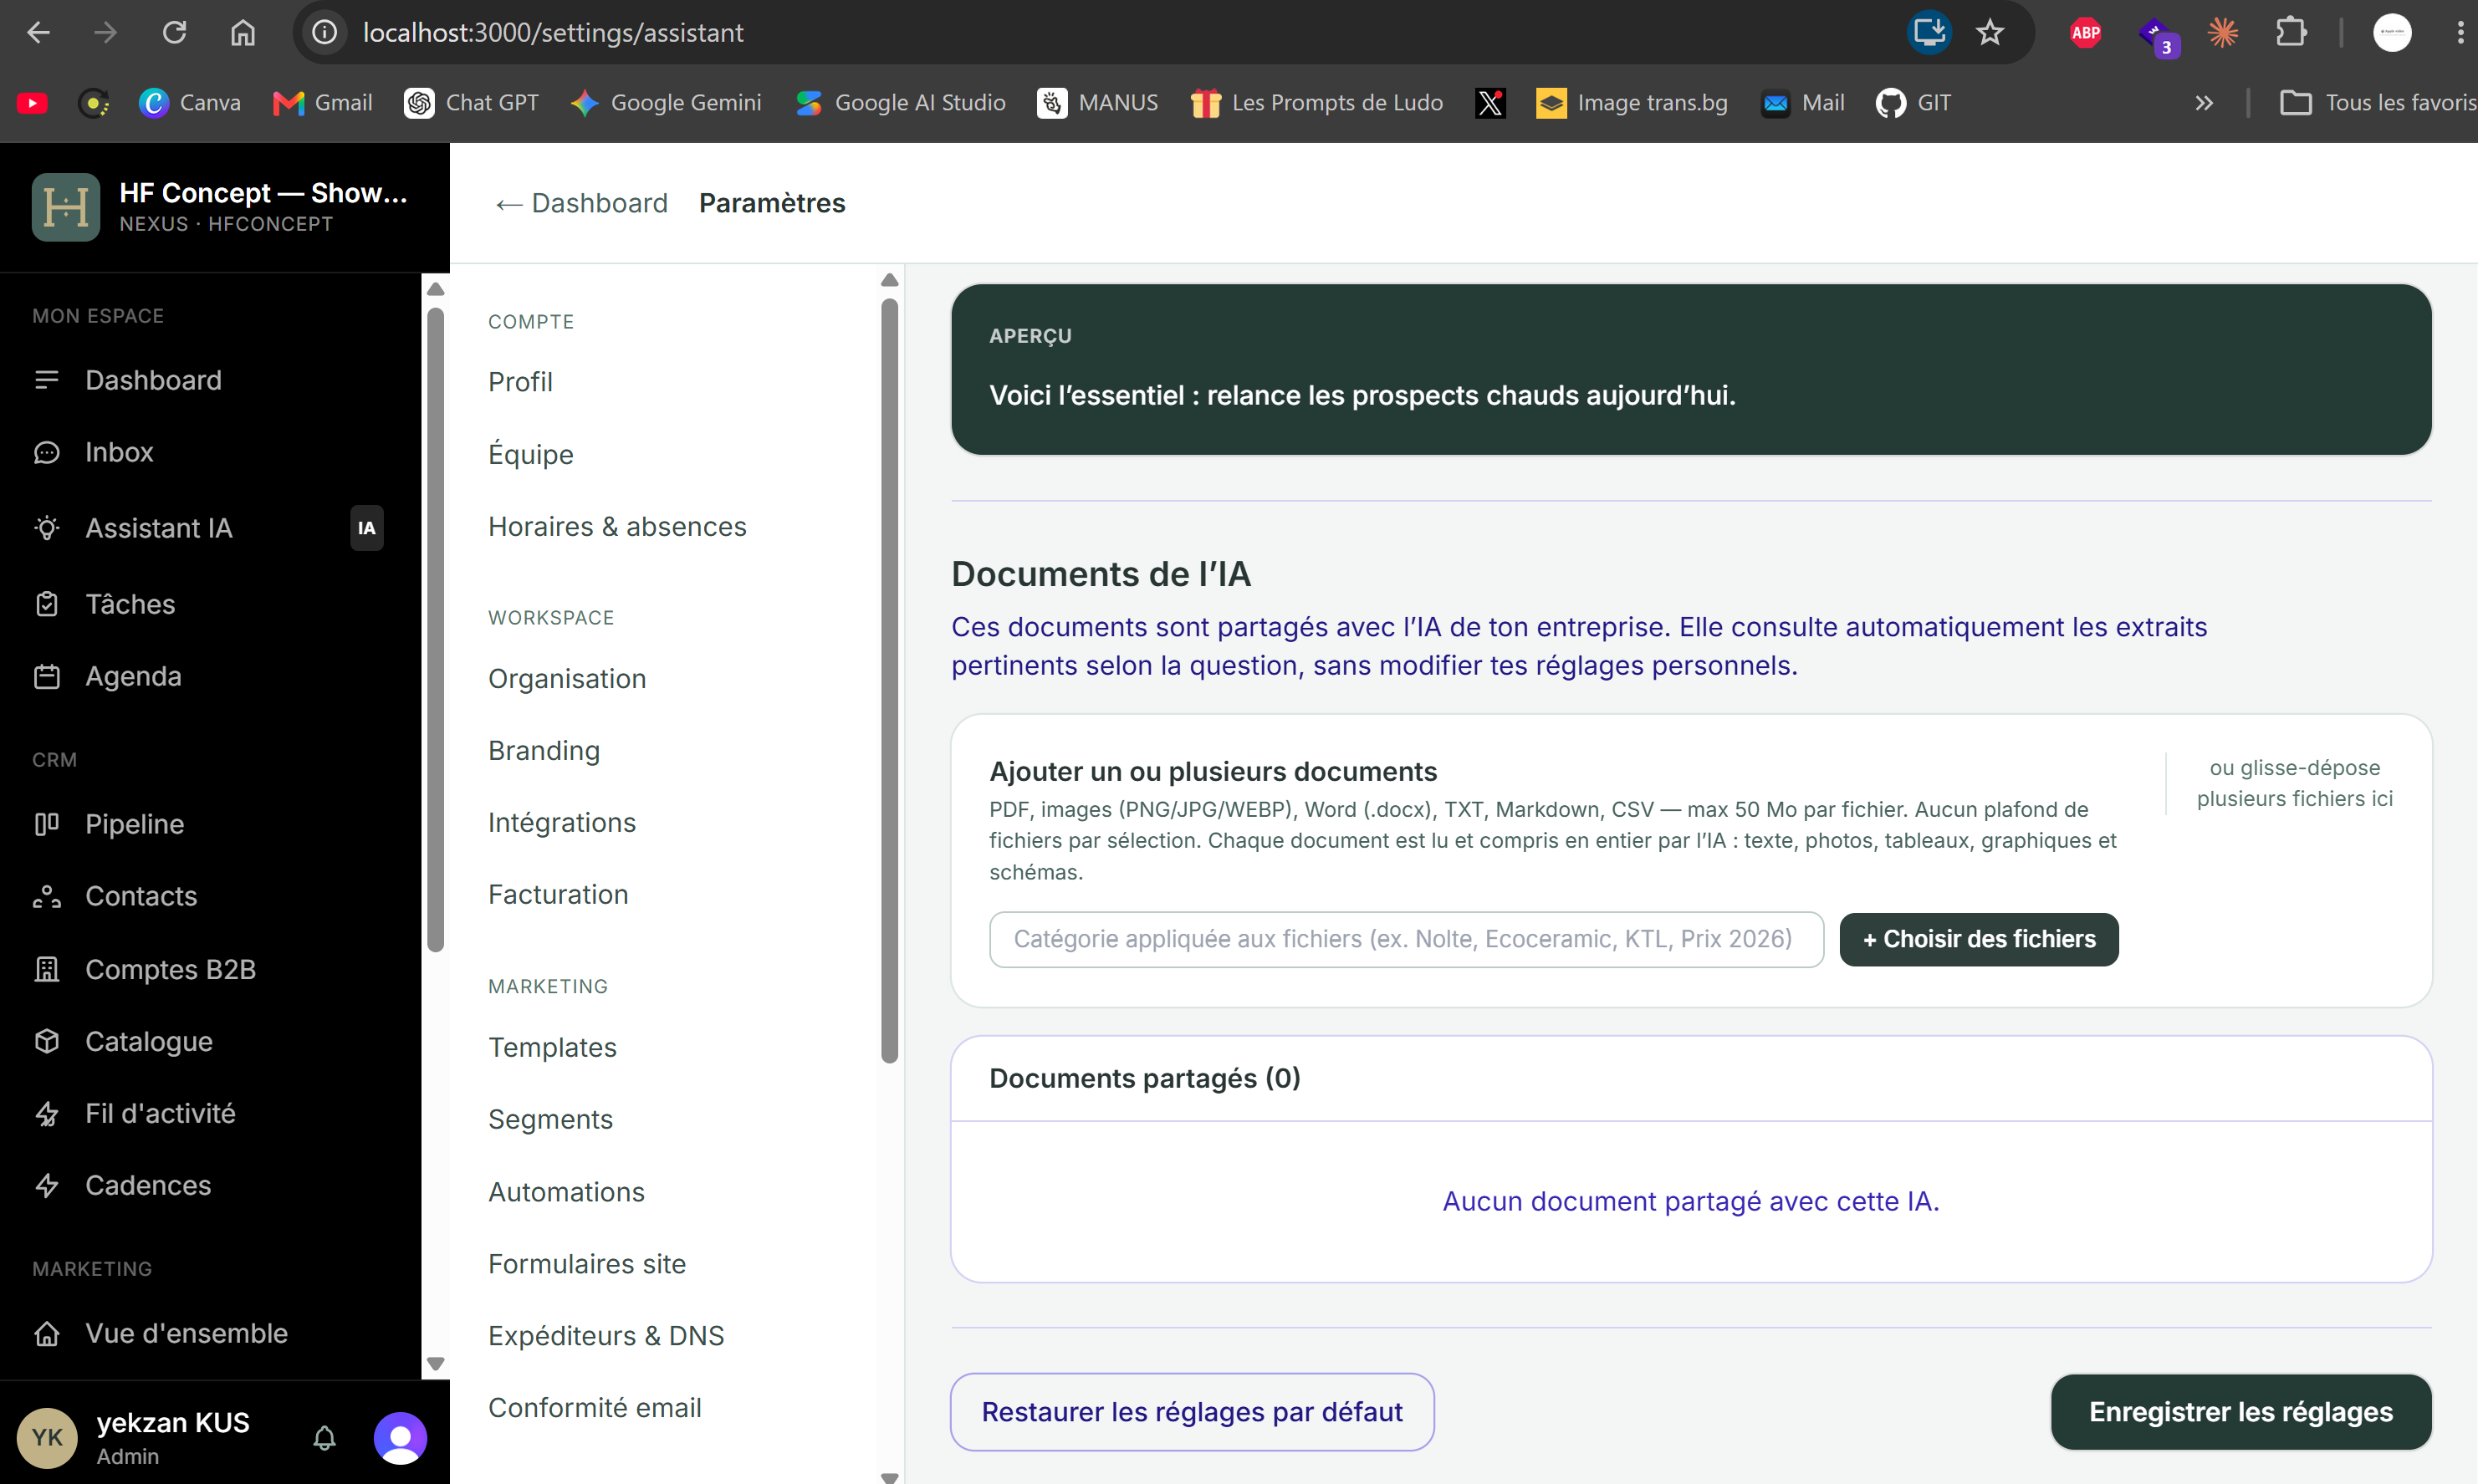 localhost:3000/settings/assistant
ABP
3
Canva
Gmail
Chat GPT
Google Gemini
Google AI Studio
MANUS
Les Prompts de Ludo
Image trans.bg
Mail
GIT
Tous les favoris
HF Concept — Show...
NEXUS · HFCONCEPT
MON ESPACE
Dashboard
Inbox
Assistant IA
IA
Tâches
Agenda
CRM
Pipeline
Contacts
Comptes B2B
Catalogue
Fil d'activité
Cadences
MARKETING
Vue d'ensemble
YK
yekzan KUS
Admin
← Dashboard
Paramètres
COMPTE
Profil
Équipe
Horaires & absences
WORKSPACE
Organisation
Branding
Intégrations
Facturation
MARKETING
Templates
Segments
Automations
Formulaires site
Expéditeurs & DNS
Conformité email
APERÇU
Voici l’essentiel : relance les prospects chauds aujourd’hui.
Documents de l’IA
Ces documents sont partagés avec l’IA de ton entreprise. Elle consulte automatiquement les extraits
pertinents selon la question, sans modifier tes réglages personnels.
Ajouter un ou plusieurs documents
PDF, images (PNG/JPG/WEBP), Word (.docx), TXT, Markdown, CSV — max 50 Mo par fichier. Aucun plafond de
fichiers par sélection. Chaque document est lu et compris en entier par l’IA : texte, photos, tableaux, graphiques et
schémas.
ou glisse-dépose
plusieurs fichiers ici
Catégorie appliquée aux fichiers (ex. Nolte, Ecoceramic, KTL, Prix 2026)
+ Choisir des fichiers
Documents partagés (0)
Aucun document partagé avec cette IA.
Restaurer les réglages par défaut
Enregistrer les réglages